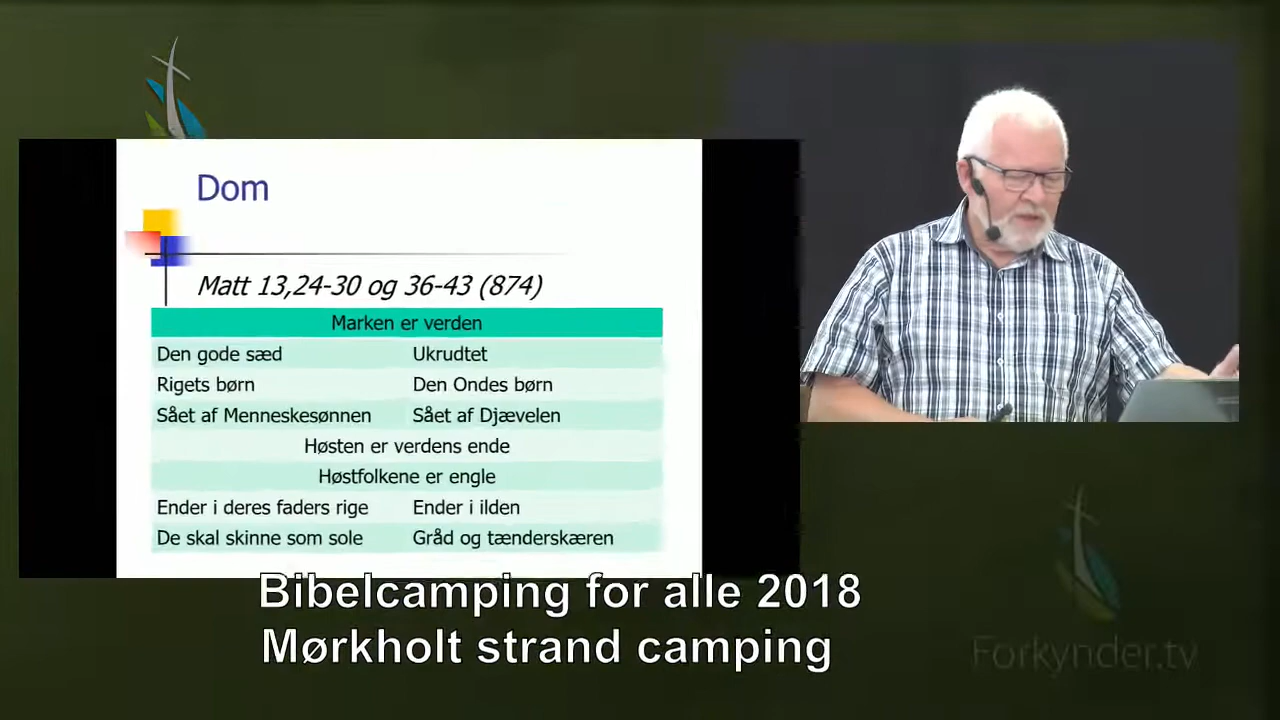 Dom
Matt 13,24-30 og 36-43 (874)
Marken er verden
Den gode sæd Ukrudtet
Rigets børn Den Ondes børn
Sået af Menneskesønnen Sået af Djævelen
Høsten er verdens ende
Høstfolkene er engle
Ender i deres faders rige Ender i ilden
De skal skinne som sole Gråd og tænderskæren
Bibelcamping for alle 2018
Mørkholt strand camping
Forkynder.tv